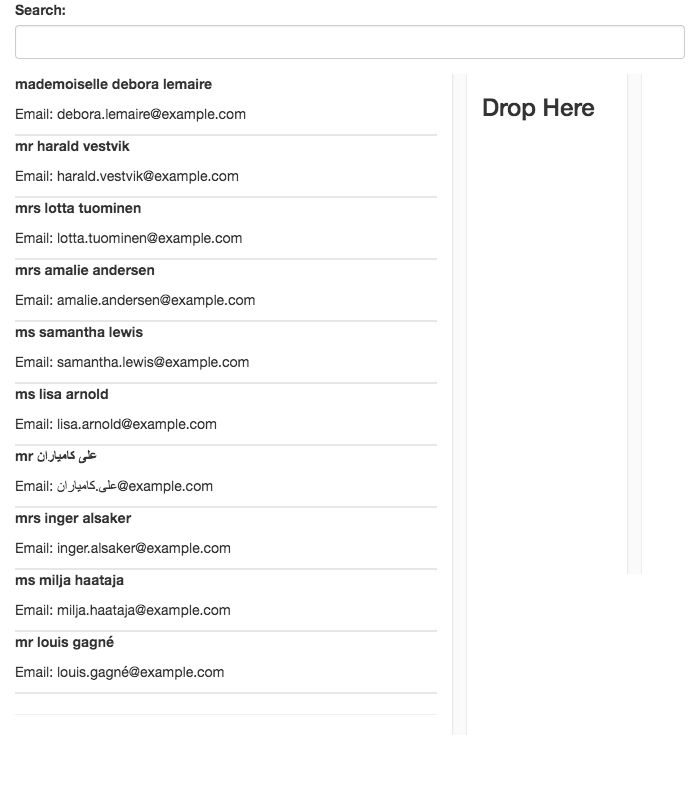 Search:
mademoiselle debora lemaire
Email: debora.lemaire@example.com
mr harald vestvik
Email: harald.vestvik@example.com
mrs lotta tuominen
Email: lotta.tuominen@example.com
mrs amalie andersen
Email: amalie.andersen@example.com
ms samantha lewis
Email: samantha.lewis@example.com
ms lisa arnold
Email: lisa.arnold@example.com
mr علی کامیاران
Email: علی.کامیاران@example.com
mrs inger alsaker
Email: inger.alsaker@example.com
ms milja haataja
Email: milja.haataja@example.com
mr louis gagné
Email: louis.gagné@example.com
Drop Here